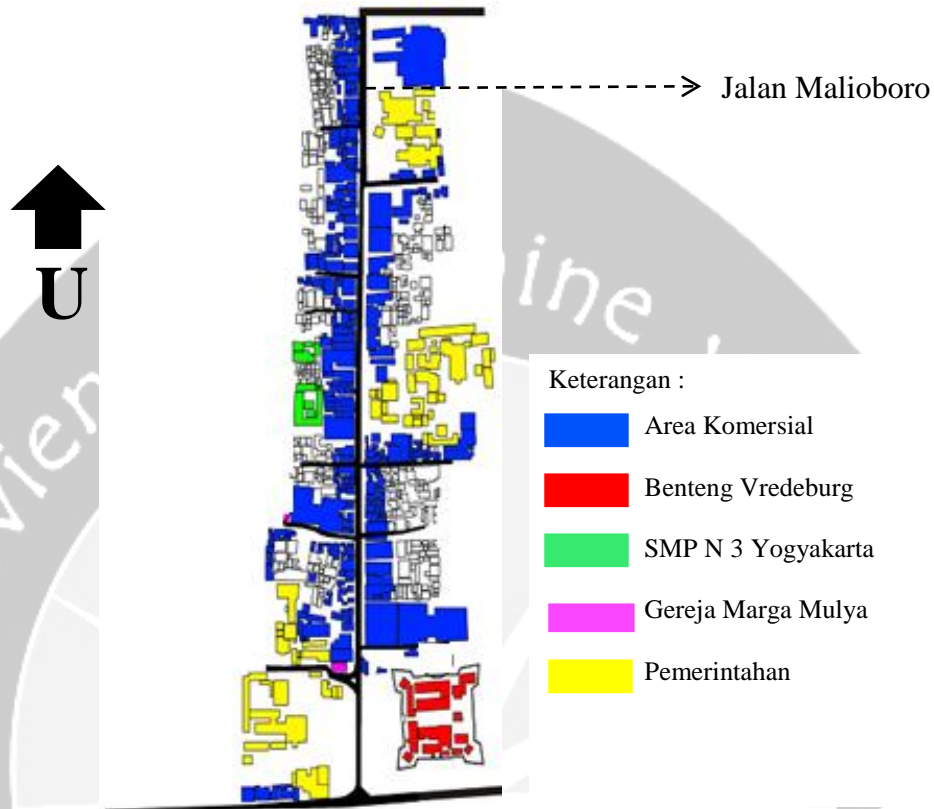 Jalan Malioboro
U
Keterangan :
Area Komersial
Benteng Vredeburg
SMP N 3 Yogyakarta
Gereja Marga Mulya
Pemerintahan